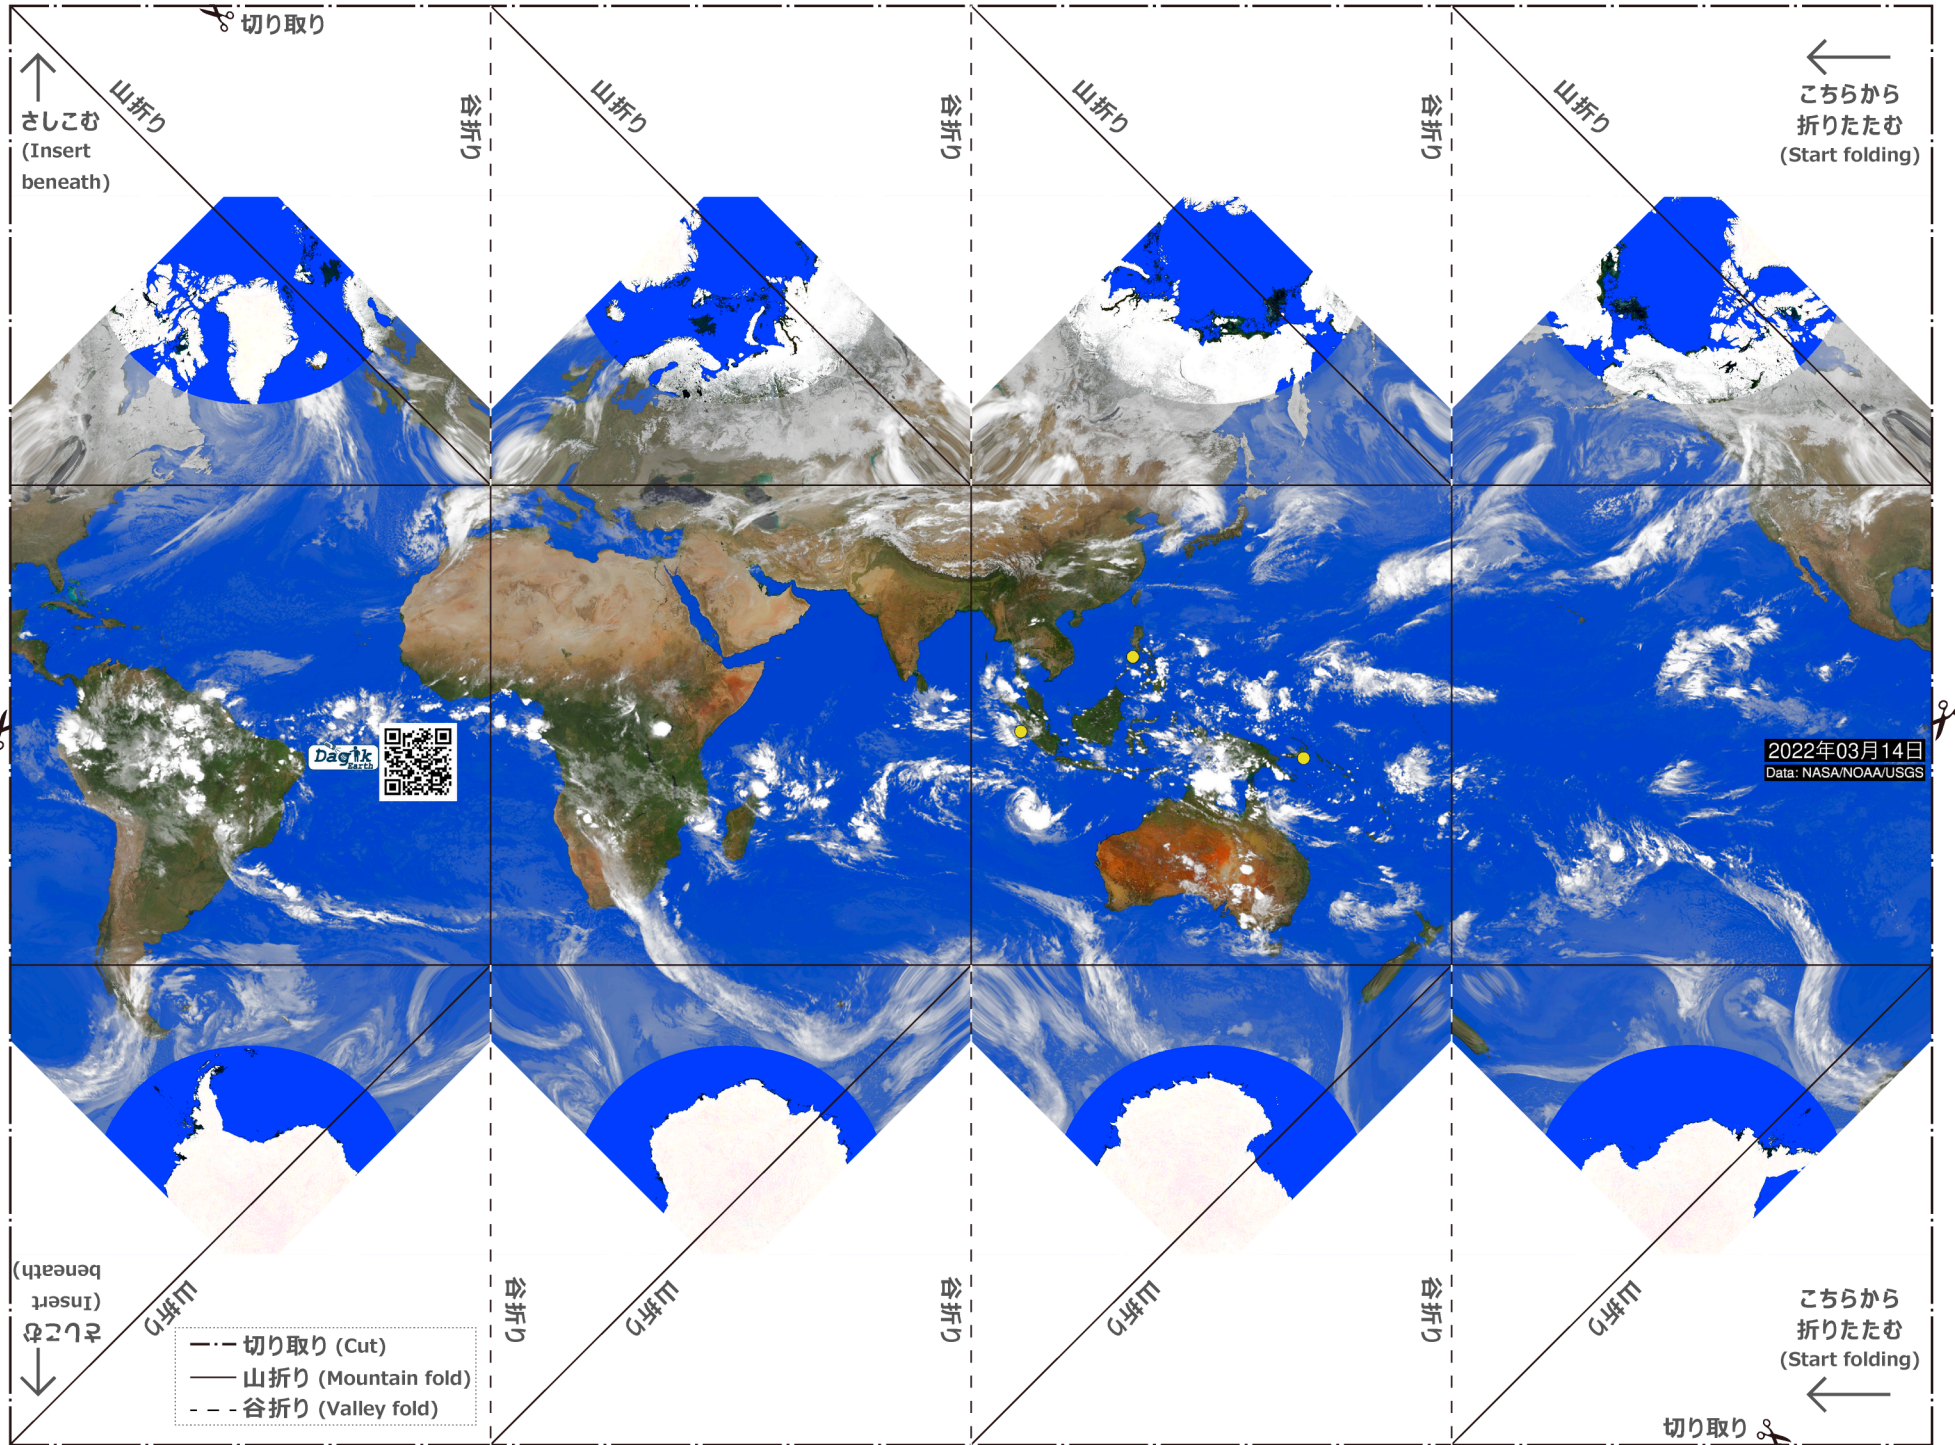 切り取り
さしこむ
(Insert
beneath)
山折り
谷折り
山折り
谷折り
山折り
谷折り
山折り
こちらから
折りたたむ
(Start folding)
Dagik
Earth
2022年03月14日
Data: NASA/NOAA/USGS
さしこむ
(Insert
beneath)
山折り
谷折り
山折り
谷折り
山折り
谷折り
山折り
こちらから
折りたたむ
(Start folding)
切り取り (Cut)
山折り (Mountain fold)
谷折り (Valley fold)
切り取り